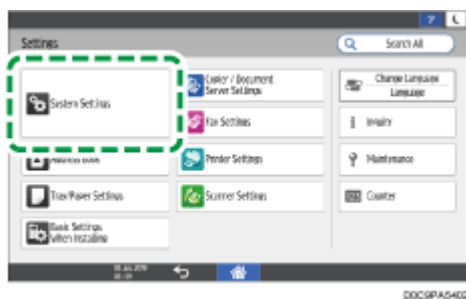 ?
Settings
Search All
System Settings
Copier / Document
Server Settings
Change Language
Language
Fax Settings
Inquiry
Address Book
Printer Settings
Maintenance
Tray/Paper Settings
Scanner Settings
Counter
Basic Settings
When Installing
D0C9PA5402